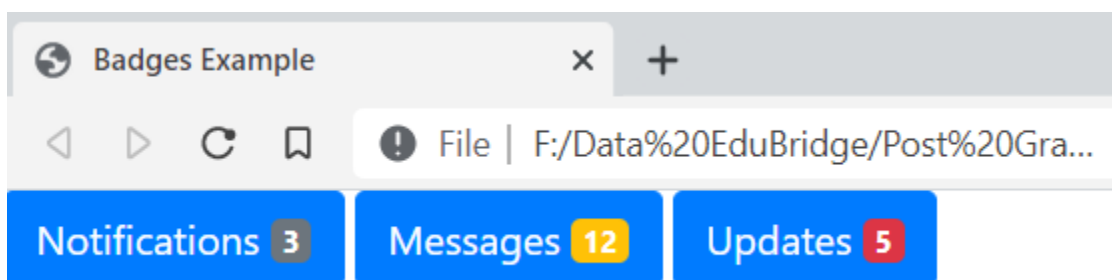 Badges Example
File | F:/Data%20EduBridge/Post%20Gra...
Notifications 3 Messages 12 Updates 5